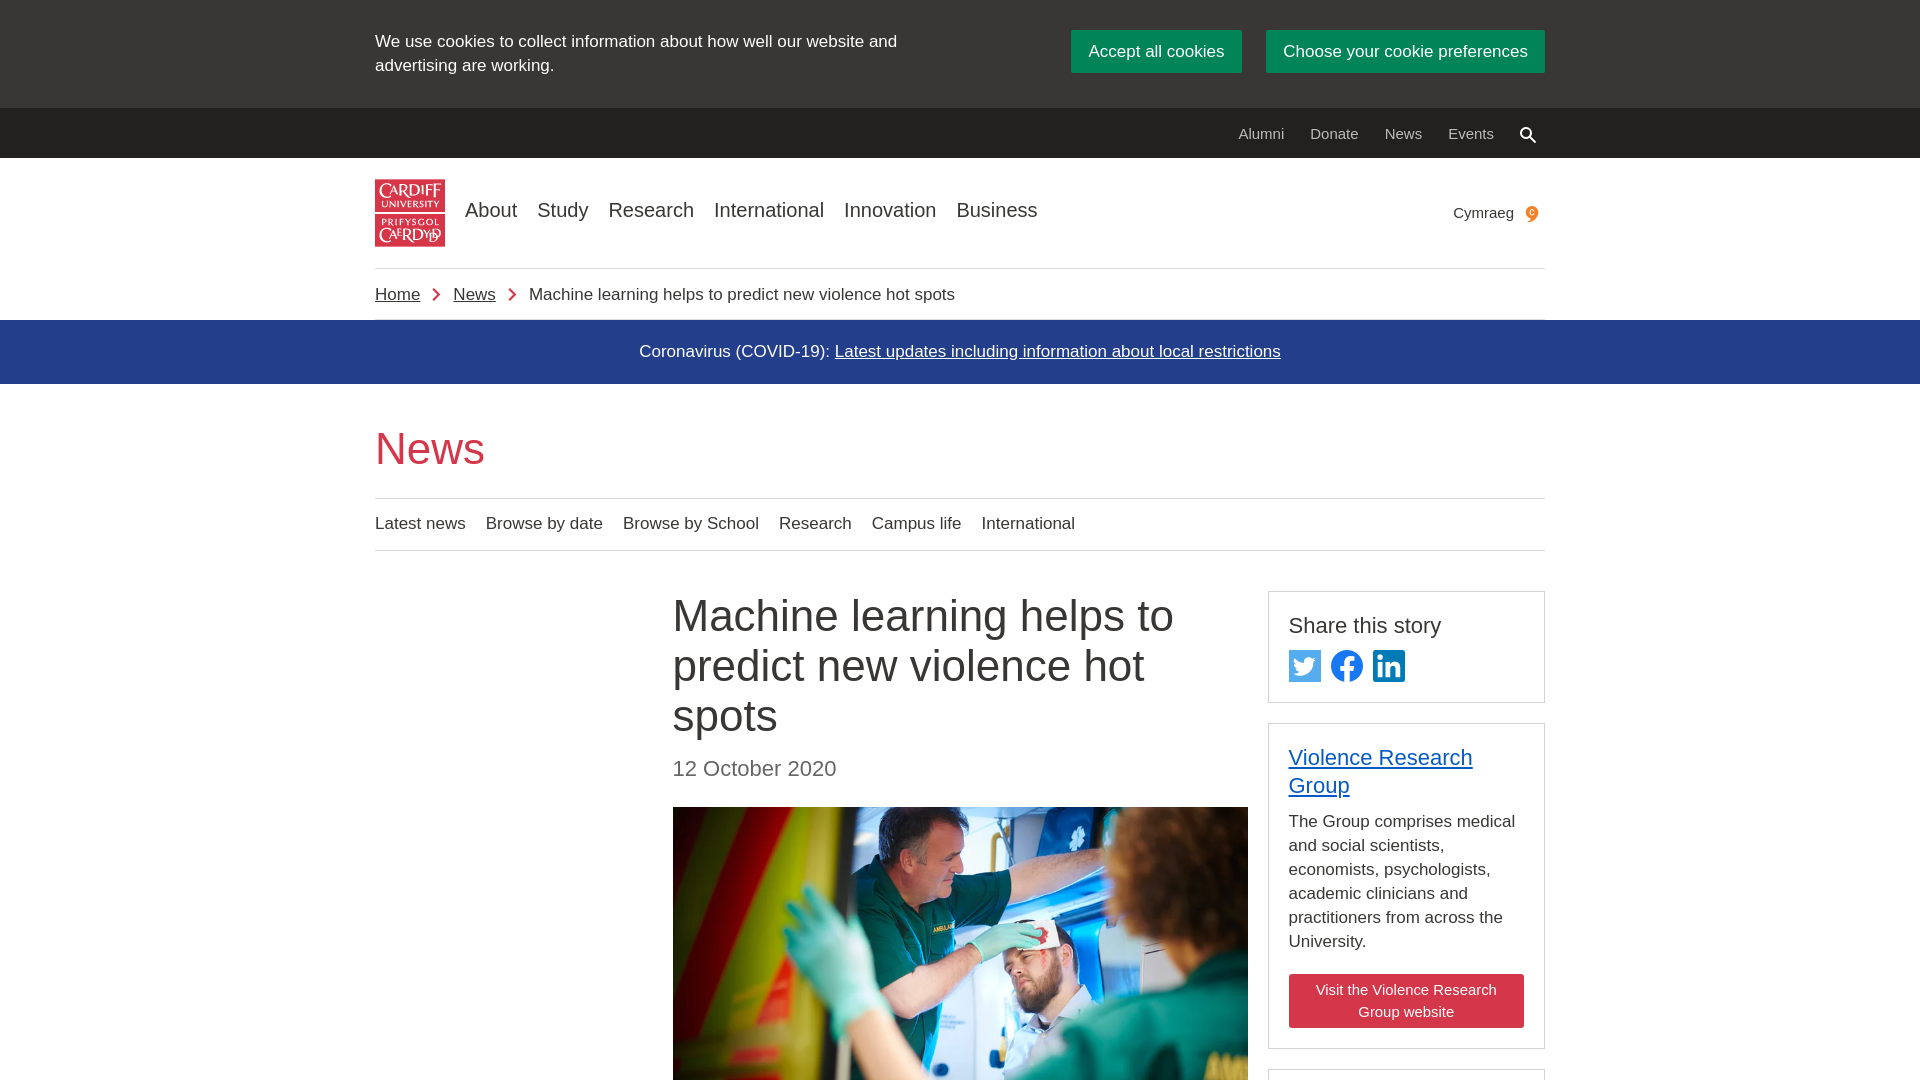 We use cookies to collect information about how well our website and
advertising are working.
Accept all cookies
Choose your cookie preferences
Alumni
Donate
News
Events
CARDIFF
UNIVERSITY
PRIFYSGOL
CAERDYDD
About
Study
Research
International
Innovation
Business
Cymraeg
Home
News
Machine learning helps to predict new violence hot spots
Coronavirus (COVID-19): Latest updates including information about local restrictions
News
Latest news
Browse by date
Browse by School
Research
Campus life
International
Machine learning helps to
predict new violence hot
spots
12 October 2020
Share this story
Violence Research
Group
The Group comprises medical
and social scientists,
economists, psychologists,
academic clinicians and
practitioners from across the
University.
Visit the Violence Research
Group website